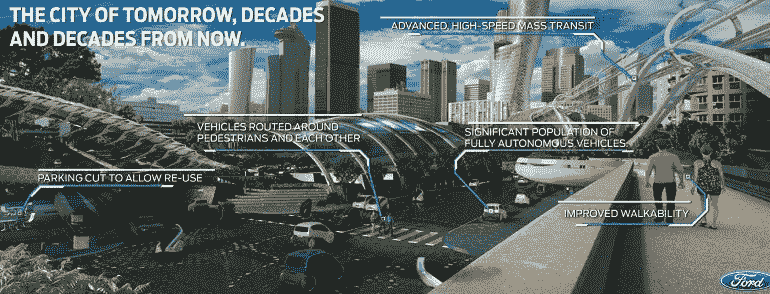 THE CITY OF TOMORROW, DECADES
AND DECADES FROM NOW.
ADVANCED, HIGH-SPEED MASS TRANSIT
VEHICLES ROUTED AROUND
PEDESTRIANS AND EACH OTHER
SIGNIFICANT POPULATION OF
FULLY AUTONOMOUS VEHICLES
PARKING CUT TO ALLOW RE-USE
IMPROVED WALKABILITY
Ford